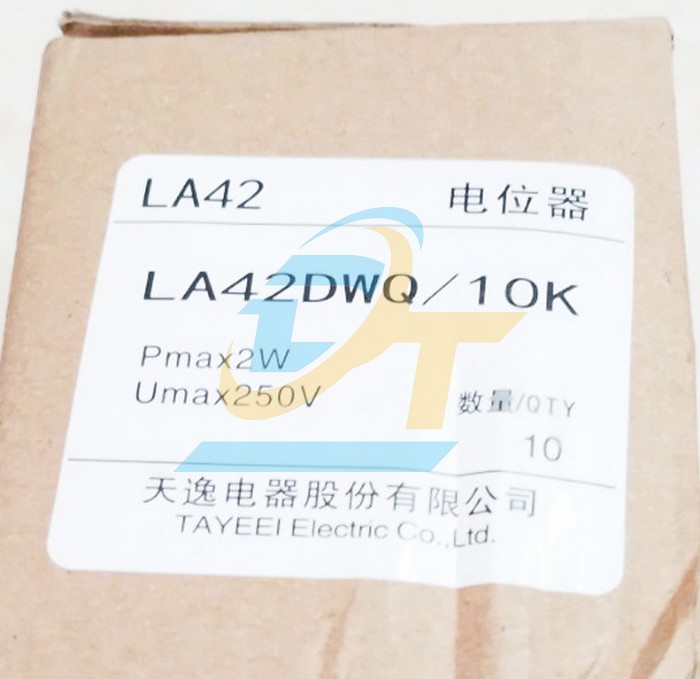 LA42 电位器
LA42DWQ/10K
Pmax2W
Umax250V
数量/QTY
10
天逸电器股份有限公司
TAYEEI Electric Co.,Ltd.
DT